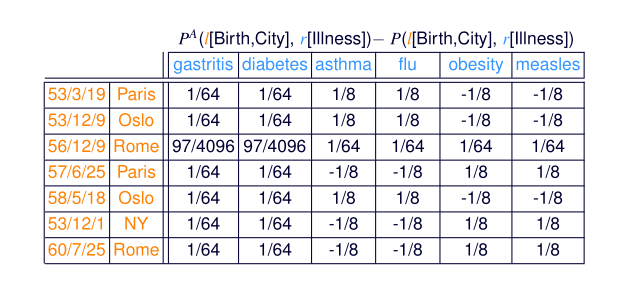 P^A(l[Birth,City], r[Illness])− P(l[Birth,City], r[Illness])
gastritis diabetes asthma flu obesity measles
53/3/19 Paris 1/64 1/64 1/8 1/8 -1/8 -1/8
53/12/9 Oslo 1/64 1/64 1/8 1/8 -1/8 -1/8
56/12/9 Rome 97/4096 97/4096 1/64 1/64 1/64 1/64
57/6/25 Paris 1/64 1/64 -1/8 -1/8 1/8 1/8
58/5/18 Oslo 1/64 1/64 1/8 1/8 -1/8 -1/8
53/12/1 NY 1/64 1/64 -1/8 -1/8 1/8 1/8
60/7/25 Rome 1/64 1/64 -1/8 -1/8 1/8 1/8